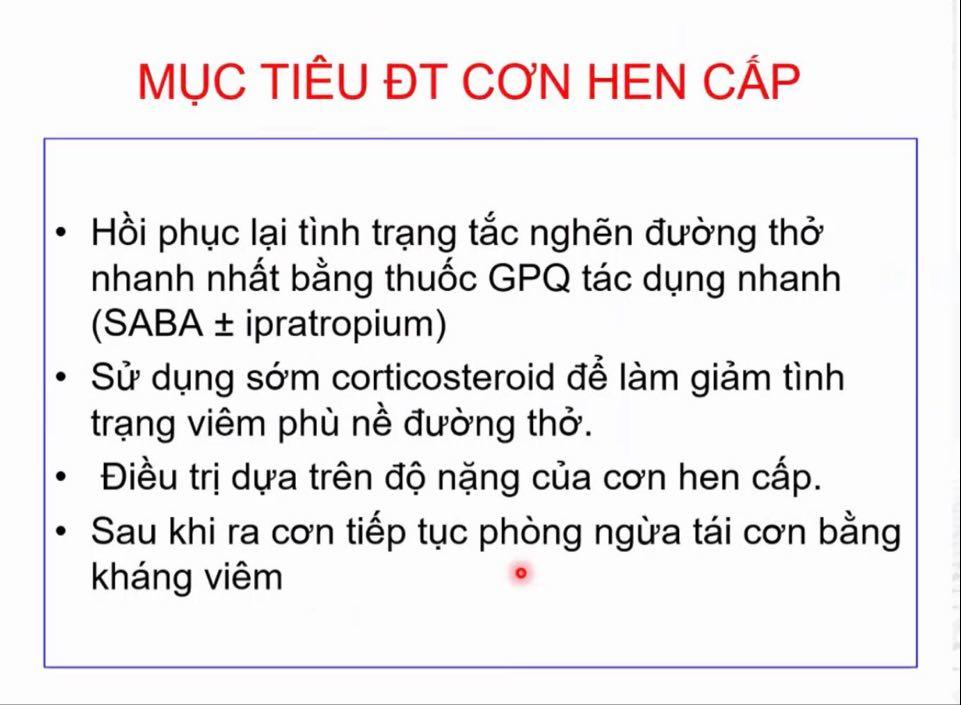 MỤC TIÊU ĐT CƠN HEN CẤP
• Hồi phục lại tình trạng tắc nghẽn đường thở
nhanh nhất bằng thuốc GPQ tác dụng nhanh
(SABA ± ipratropium)
• Sử dụng sớm corticosteroid để làm giảm tình
trạng viêm phù nề đường thở.
• Điều trị dựa trên độ nặng của cơn hen cấp.
• Sau khi ra cơn tiếp tục phòng ngừa tái cơn bằng
kháng viêm